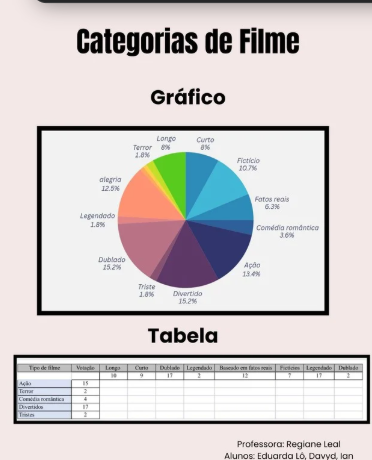 Categorias de Filme
Gráfico
Longo
8%
Curto
8%
Terror
1.8%
Ficticio
10.7%
alegria
12.5%
Fatos reais
6.3%
Legendado
1.8%
Comédia romântica
3.6%
Dublado
15.2%
Ação
13.4%
Triste
1.8%
Divertido
15.2%
Tabela
Tipo de filme Votação Longo Curto Dublado Legendado Baseado em fatos reais Ficticios Legendado Dublado
10 9 17 2 12 7 17 2
Ação 15
Terror 2
Comédia romântica 4
Divertidos 17
Tristes 2
Professora: Regiane Leal
Alunos: Eduarda Lô, Davyd, Ian